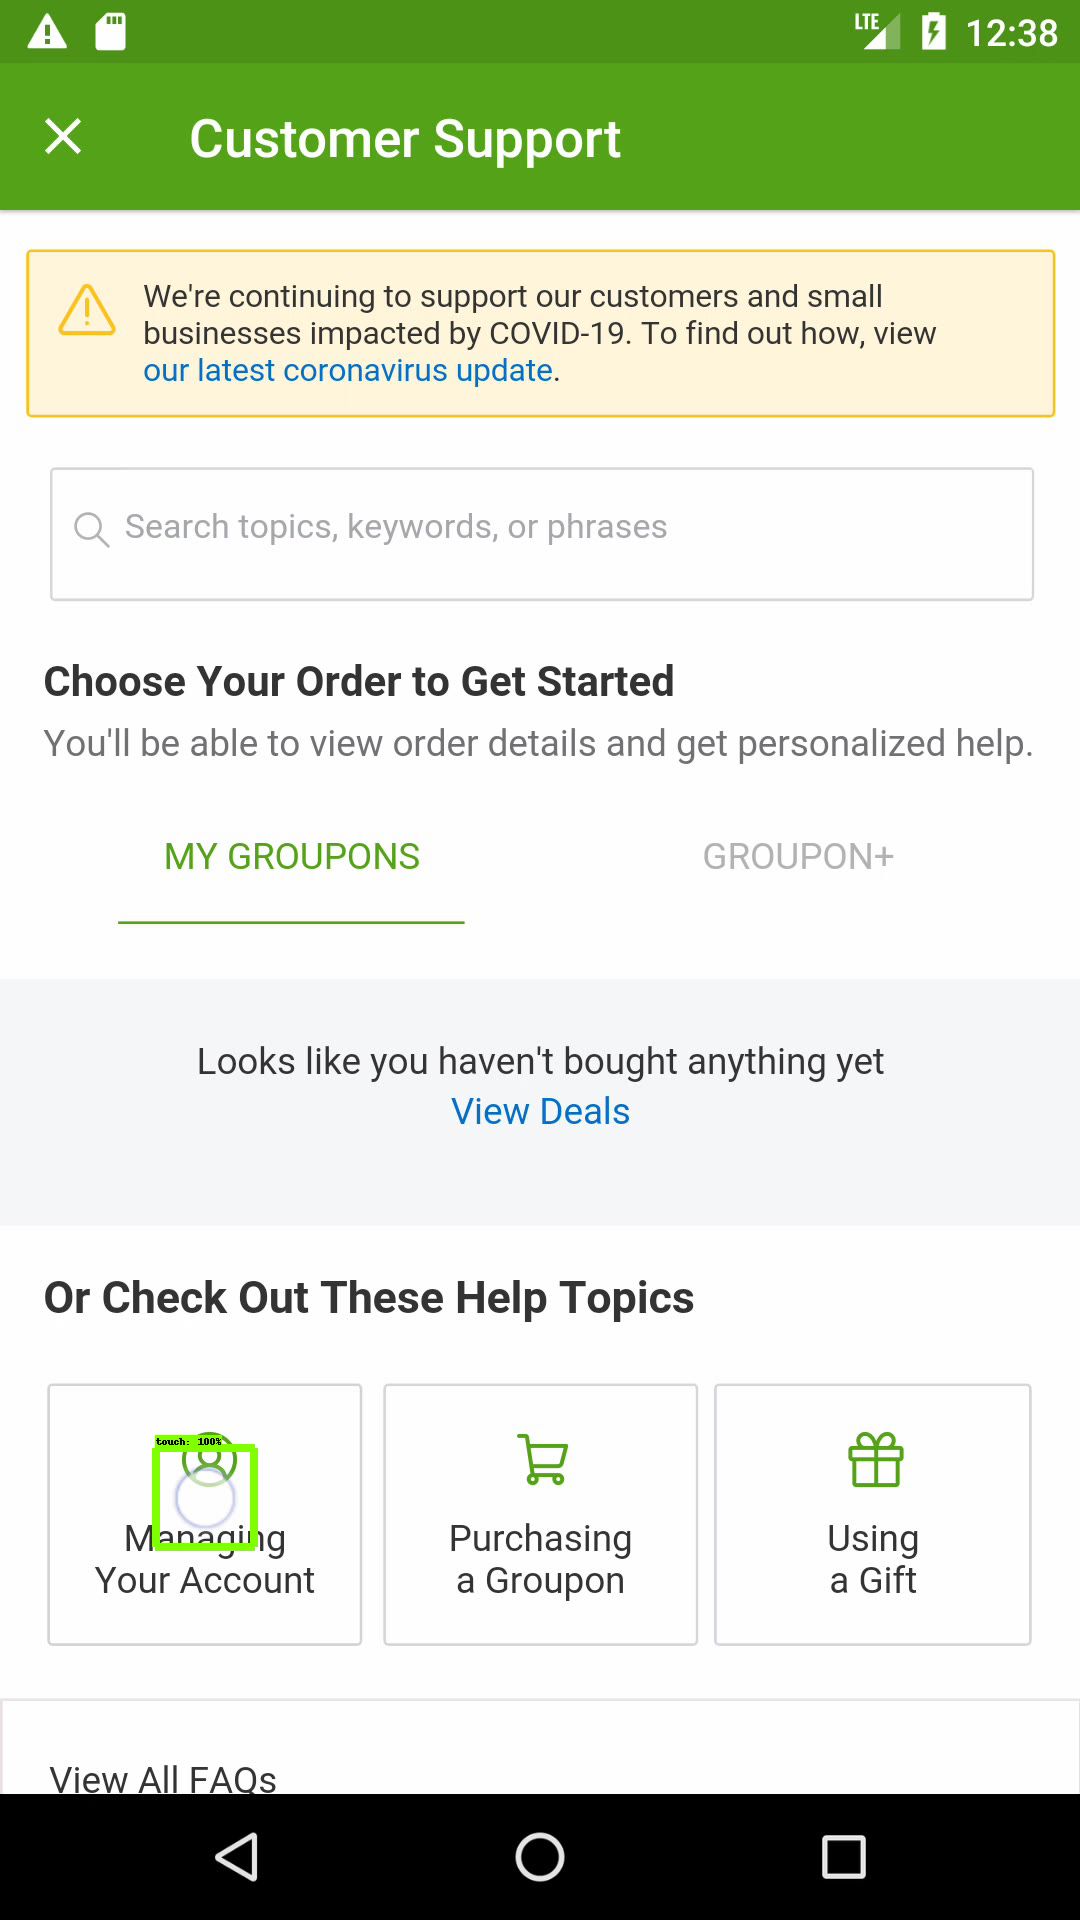 LTE 12:38
Customer Support
We're continuing to support our customers and small
businesses impacted by COVID-19. To find out how, view
our latest coronavirus update.
Search topics, keywords, or phrases
Choose Your Order to Get Started
You'll be able to view order details and get personalized help.
MY GROUPONS GROUPON+
Looks like you haven't bought anything yet
View Deals
Or Check Out These Help Topics
touch: 100%
Managing
Your Account
Purchasing
a Groupon
Using
a Gift
View All FAQs